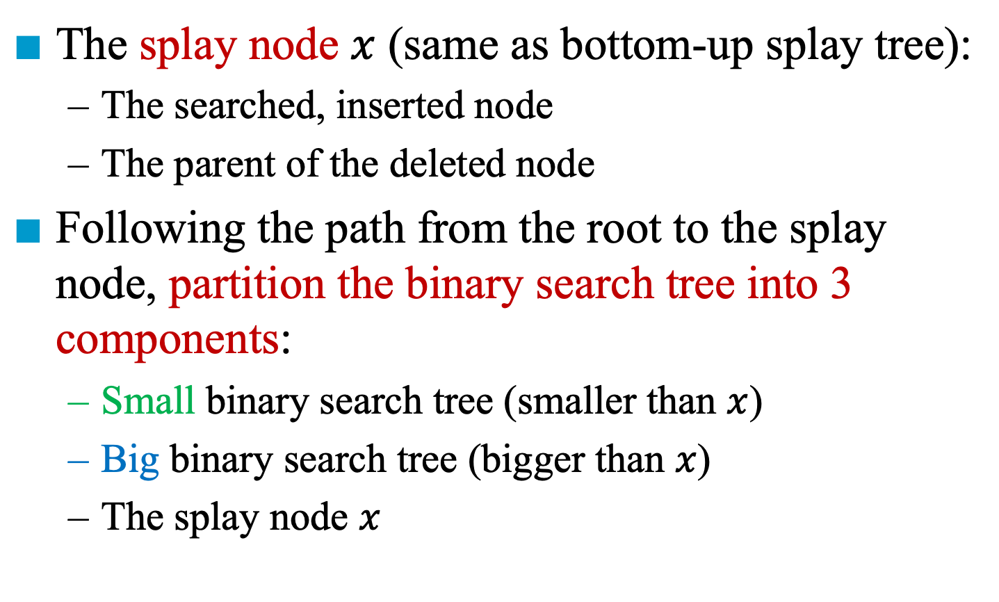 ■ The splay node x (same as bottom-up splay tree):
– The searched, inserted node
– The parent of the deleted node
■ Following the path from the root to the splay
node, partition the binary search tree into 3
components:
– Small binary search tree (smaller than x)
– Big binary search tree (bigger than x)
– The splay node x